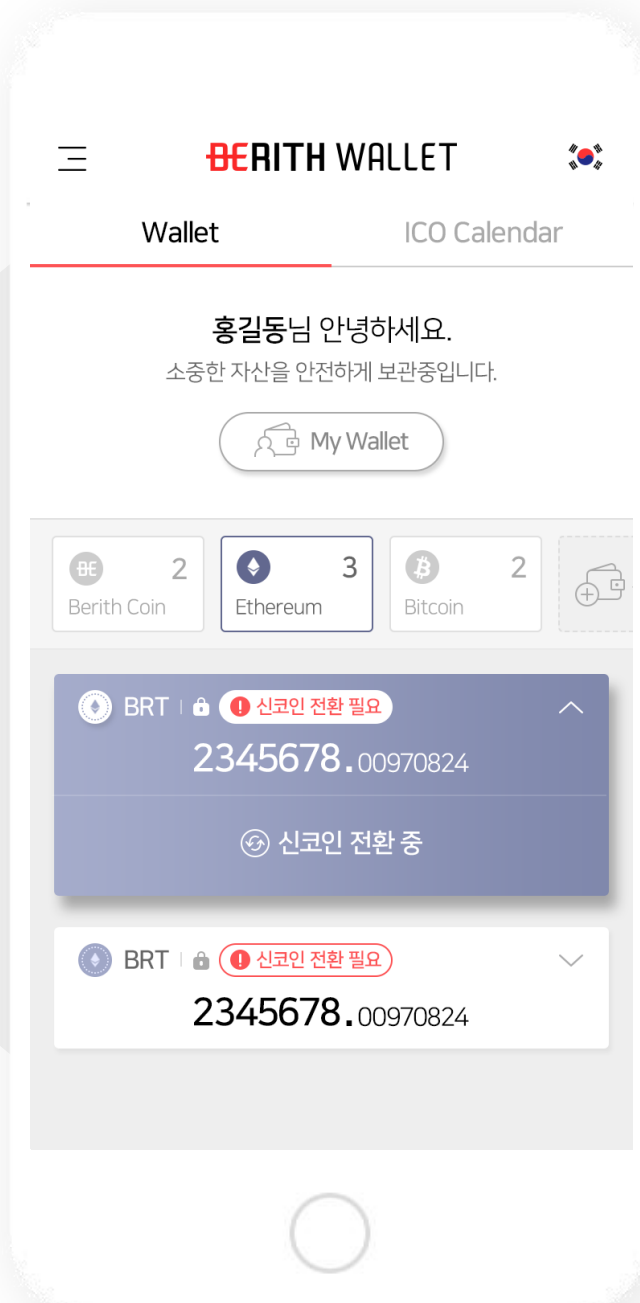 BERITH WALLET
Wallet ICO Calendar
홍길동님 안녕하세요.
소중한 자산을 안전하게 보관중입니다.
My Wallet
2 3 2
Berith Coin Ethereum Bitcoin
BRT 신코인 전환 필요
2345678.00970824
신코인 전환 중
BRT 신코인 전환 필요
2345678.00970824